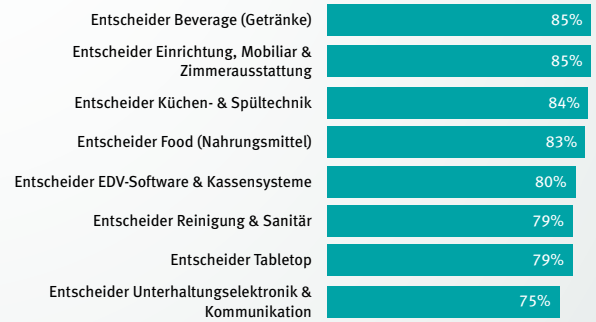 Entscheider Beverage (Getränke) 85%
Entscheider Einrichtung, Mobiliar &
Zimmerausstattung 85%
Entscheider Küchen- & Spültechnik 84%
Entscheider Food (Nahrungsmittel) 83%
Entscheider EDV-Software & Kassensysteme 80%
Entscheider Reinigung & Sanitär 79%
Entscheider Tabletop 79%
Entscheider Unterhaltungselektronik &
Kommunikation 75%